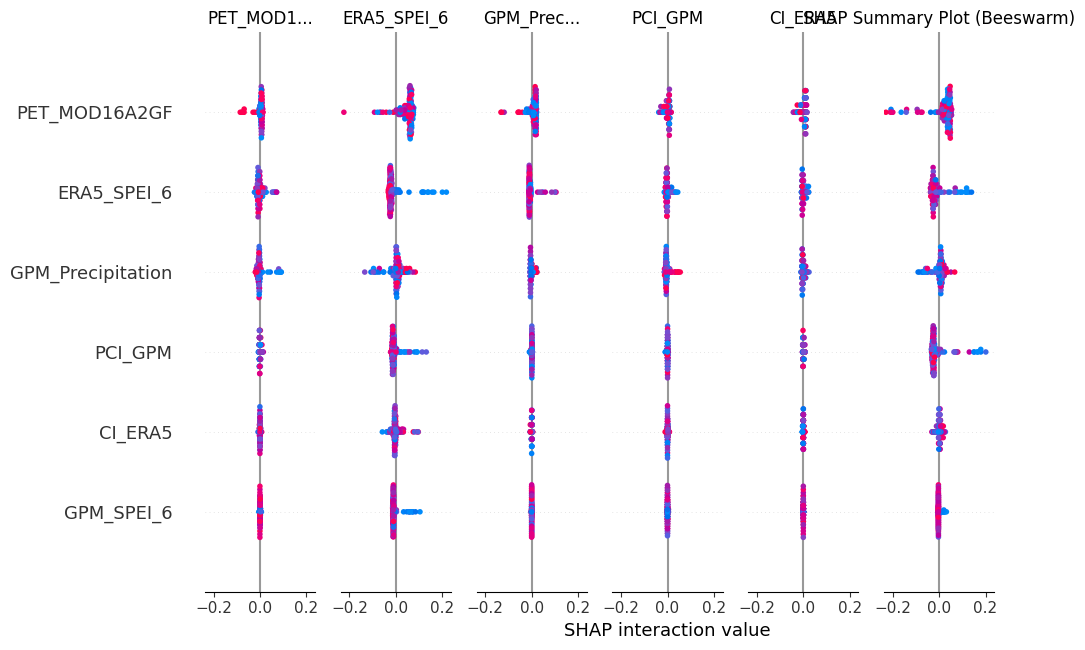 PET_MOD1... ERA5_SPEI_6 GPM_Prec... PCI_GPM CI_ERA5 SHAP Summary Plot (Beeswarm)
PET_MOD16A2GF
ERA5_SPEI_6
GPM_Precipitation
PCI_GPM
CI_ERA5
GPM_SPEI_6
−0.2 0.0 0.2 −0.2 0.0 0.2 −0.2 0.0 0.2 −0.2 0.0 0.2 −0.2 0.0 0.2 −0.2 0.0 0.2
SHAP interaction value